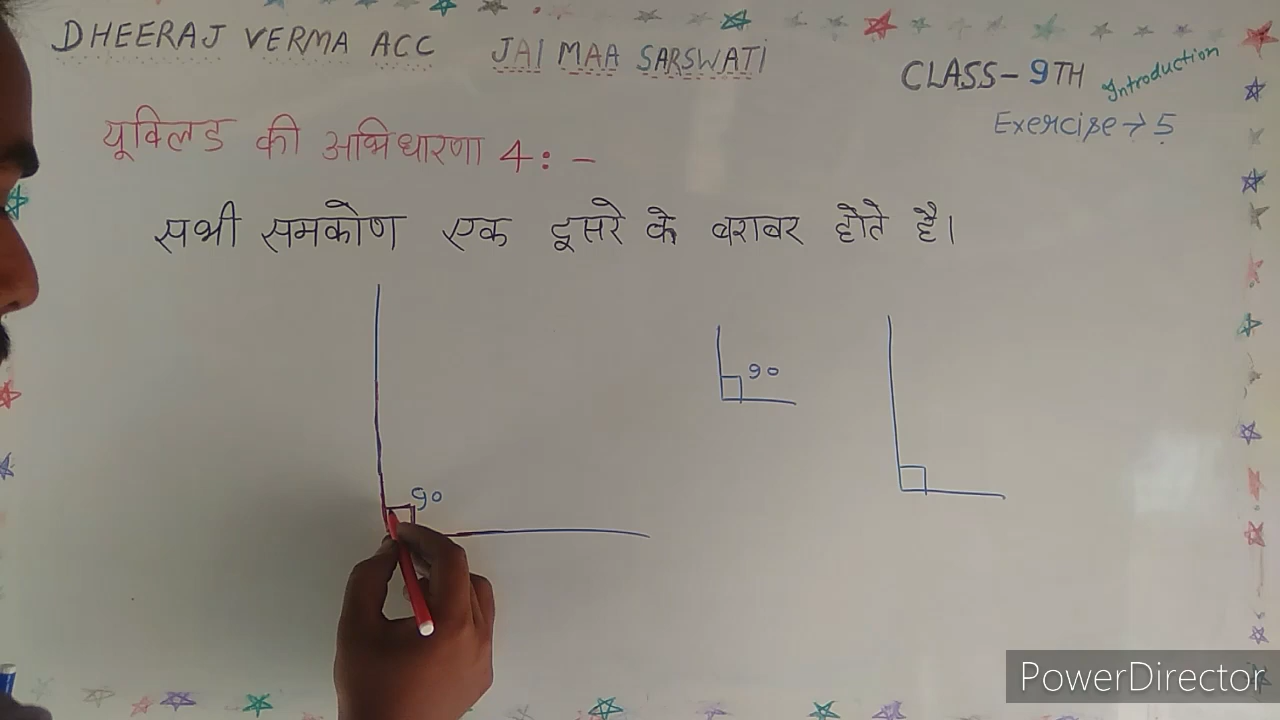 DHEERAJ VERMA ACC JAI MAA SARSWATI
CLASS-9TH Introduction
Exercise→5
यूक्लिड की अभिधारणा 4:-
सभी समकोण एक दूसरे के बराबर होते है।
90
90
PowerDirector